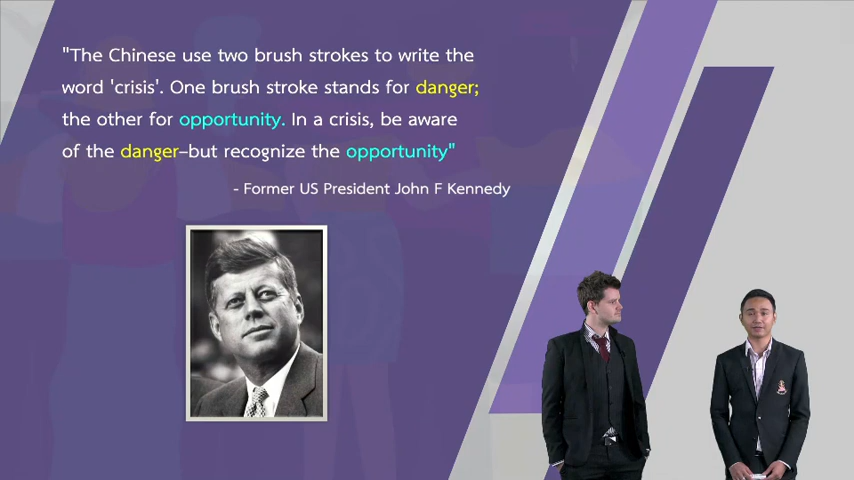 "The Chinese use two brush strokes to write the
word 'crisis'. One brush stroke stands for danger;
the other for opportunity. In a crisis, be aware
of the danger–but recognize the opportunity"
- Former US President John F Kennedy